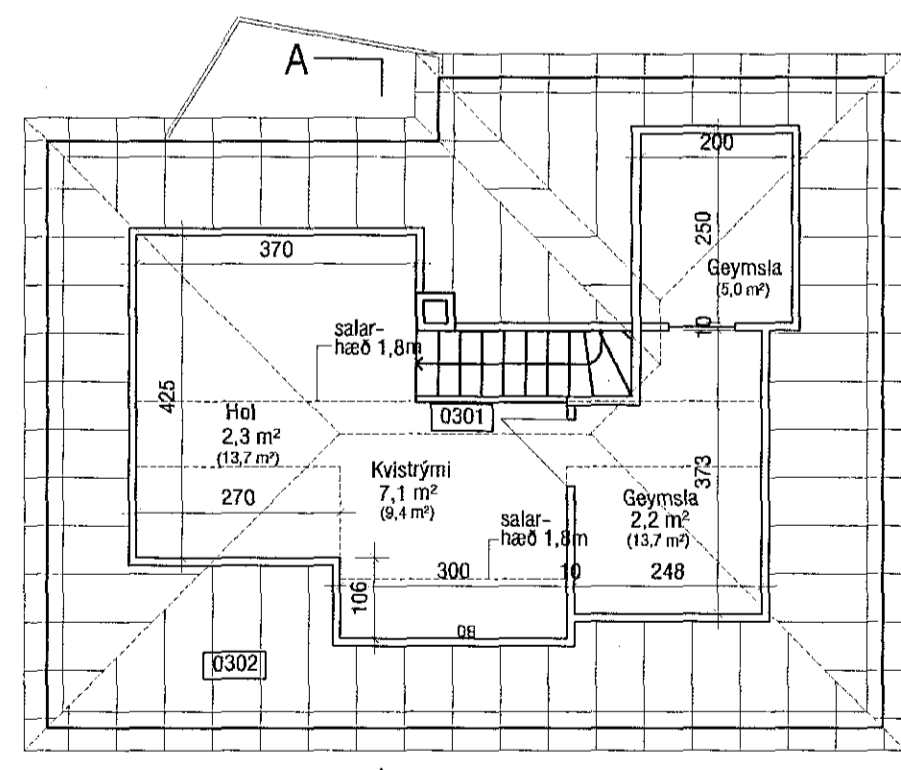 A
200
370
250
Geymsla
(5,0 m²)
10
salar-
hæð 1,8m
425
Hol
2,3 m²
(13,7 m²)
0301
373
Kvistrými
7,1 m²
(9,4 m²)
270
Geymsla
2,2 m²
(13,7 m²)
salar-
hæð 1,8m
300
10
248
106
80
0302